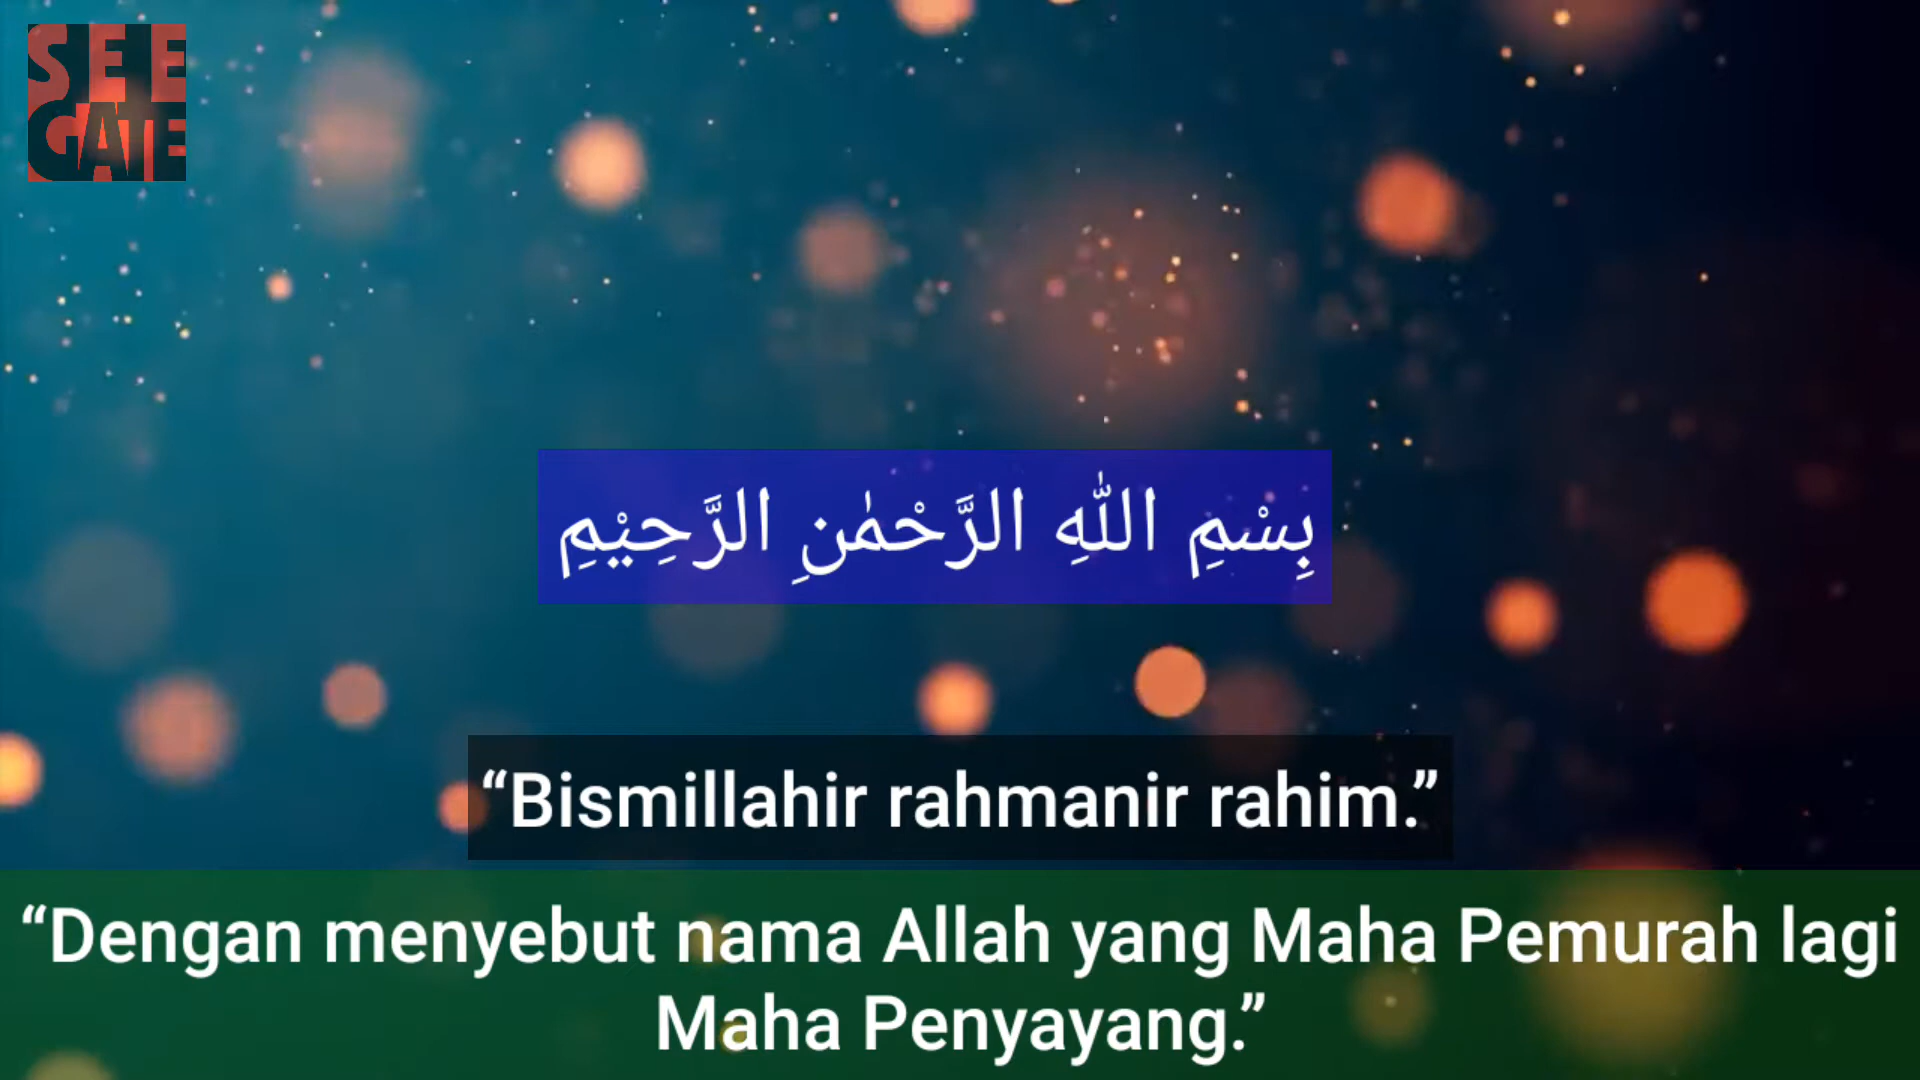 SEE
GATE
بِسْمِ اللّٰهِ الرَّحْمٰنِ الرَّحِيْمِ
“Bismillahir rahmanir rahim.”
“Dengan menyebut nama Allah yang Maha Pemurah lagi
Maha Penyayang.”